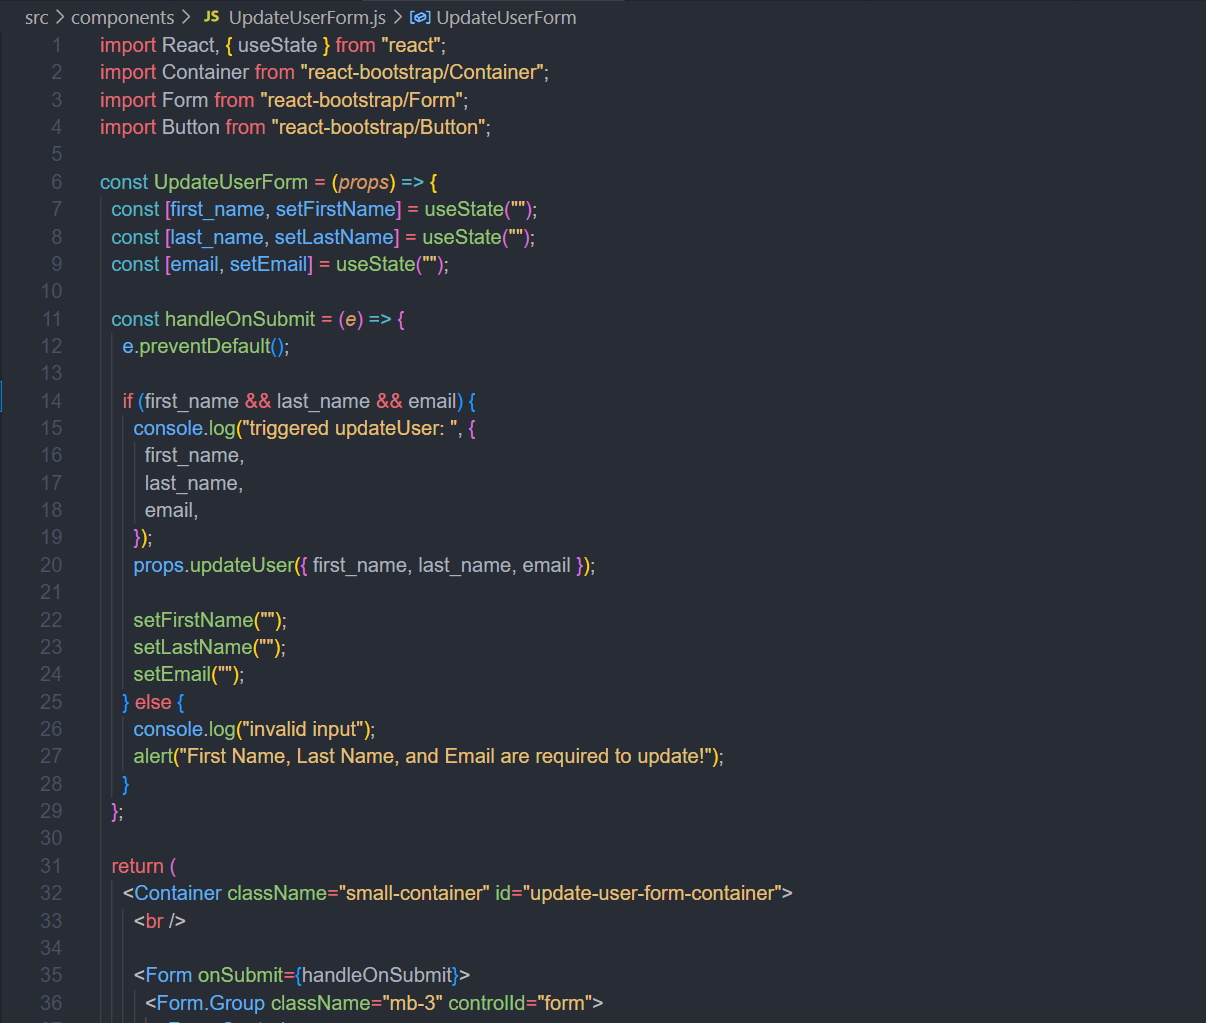 src > components > JS UpdateUserForm.js > UpdateUserForm
1 import React, { useState } from "react";
2 import Container from "react-bootstrap/Container";
3 import Form from "react-bootstrap/Form";
4 import Button from "react-bootstrap/Button";
5
6 const UpdateUserForm = (props) => {
7 const [first_name, setFirstName] = useState("");
8 const [last_name, setLastName] = useState("");
9 const [email, setEmail] = useState("");
10
11 const handleOnSubmit = (e) => {
12 e.preventDefault();
13
14 if (first_name && last_name && email) {
15 console.log("triggered updateUser: ", {
16 first_name,
17 last_name,
18 email,
19 });
20 props.updateUser({ first_name, last_name, email });
21
22 setFirstName("");
23 setLastName("");
24 setEmail("");
25 } else {
26 console.log("invalid input");
27 alert("First Name, Last Name, and Email are required to update!");
28 }
29 };
30
31 return (
32 <Container className="small-container" id="update-user-form-container">
33 <br />
34
35 <Form onSubmit={handleOnSubmit}>
36 <Form.Group className="mb-3" controlId="form">